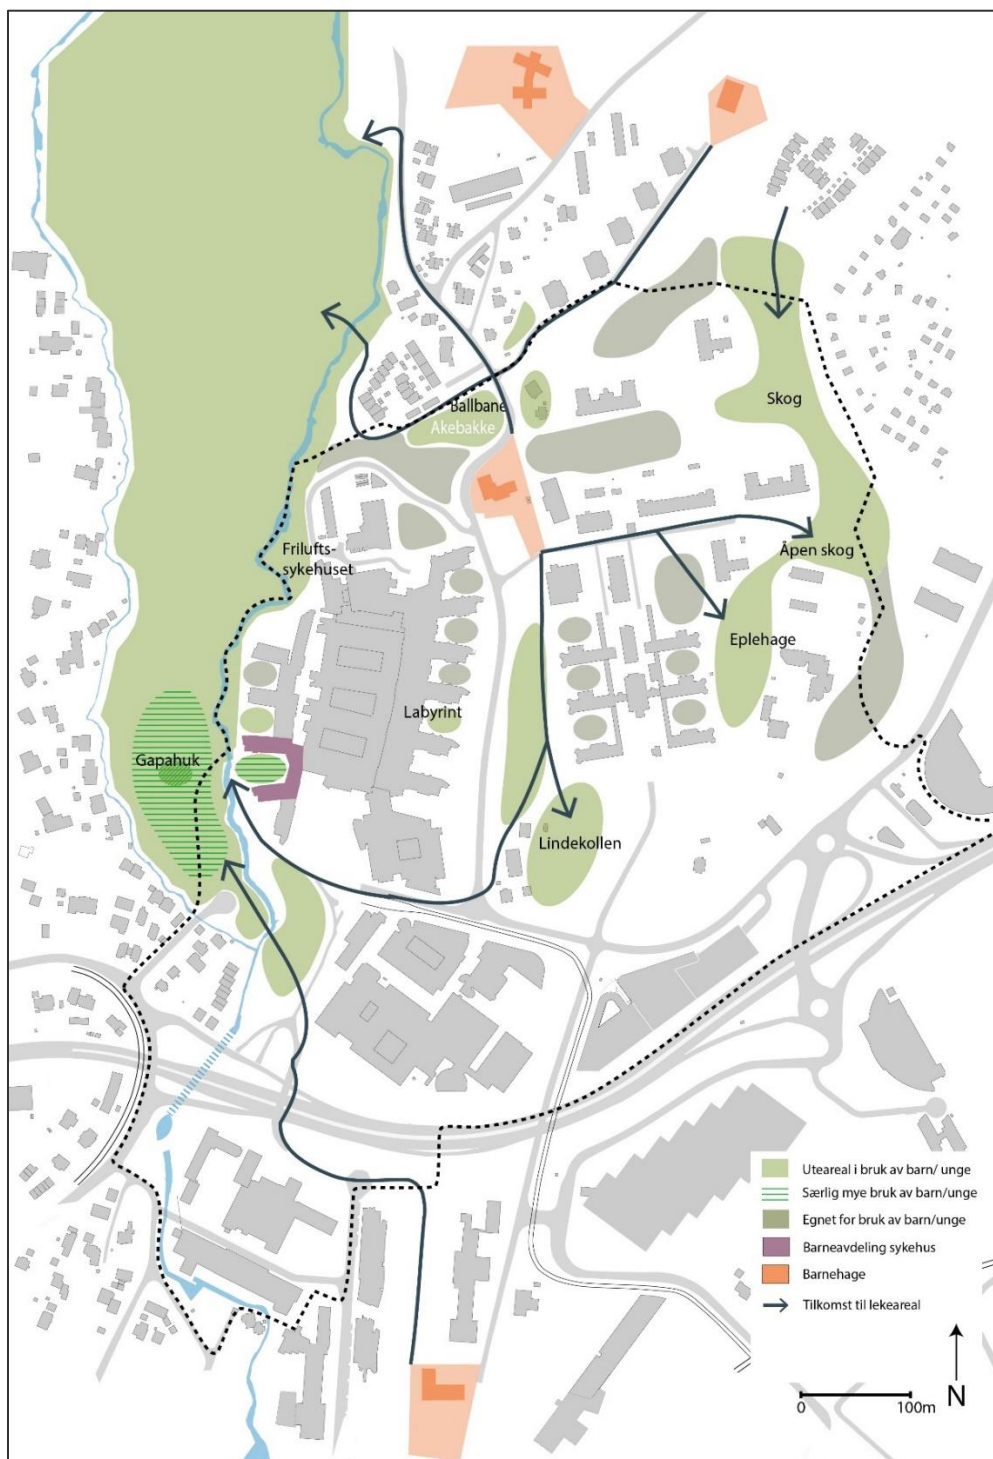 Ballbane
Akebakke
Skog
Frilufts-
sykehuset
Åpen skog
Eplehage
Labyrint
Gapahuk
Lindekollen
Uteareal i bruk av barn/ unge
Særlig mye bruk av barn/unge
Egnet for bruk av barn/unge
Barneavdeling sykehus
Barnehage
Tilkomst til lekeareal
0 100m
N